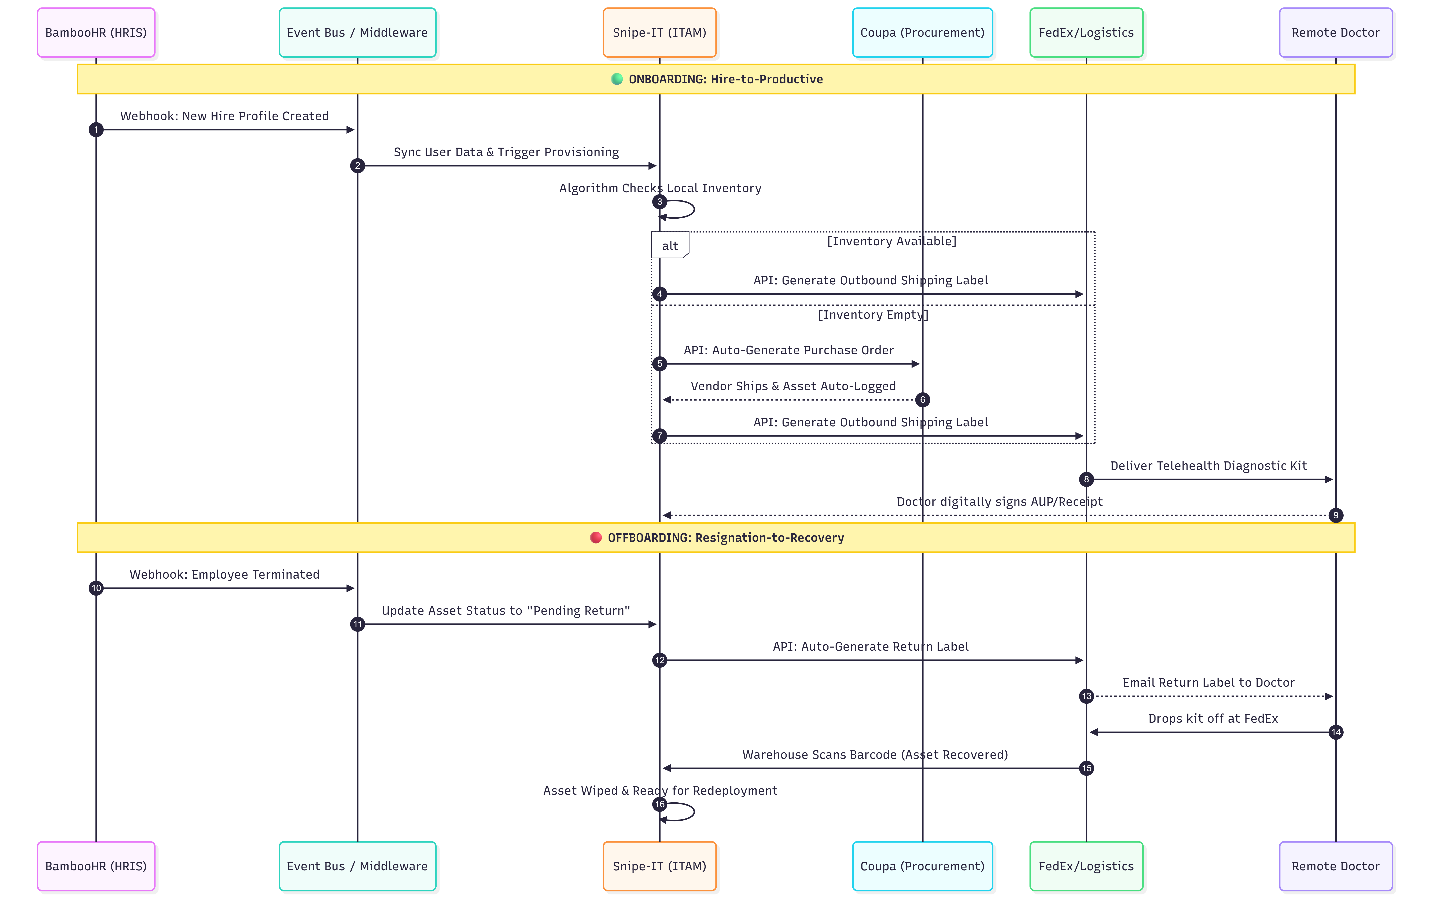 BambooHR (HRIS)
Event Bus / Middleware
Snipe-IT (ITAM)
Coupa (Procurement)
FedEx/Logistics
Remote Doctor
ONBOARDING: Hire-to-Productive
Webhook: New Hire Profile Created
1
Sync User Data & Trigger Provisioning
2
Algorithm Checks Local Inventory
3
alt
[Inventory Available]
API: Generate Outbound Shipping Label
4
[Inventory Empty]
API: Auto-Generate Purchase Order
5
Vendor Ships & Asset Auto-Logged
6
API: Generate Outbound Shipping Label
7
Deliver Telehealth Diagnostic Kit
8
Doctor digitally signs AUP/Receipt
9
OFFBOARDING: Resignation-to-Recovery
Webhook: Employee Terminated
10
Update Asset Status to "Pending Return"
11
API: Auto-Generate Return Label
12
Email Return Label to Doctor
13
Drops kit off at FedEx
14
Warehouse Scans Barcode (Asset Recovered)
15
Asset Wiped & Ready for Redeployment
16
BambooHR (HRIS)
Event Bus / Middleware
Snipe-IT (ITAM)
Coupa (Procurement)
FedEx/Logistics
Remote Doctor